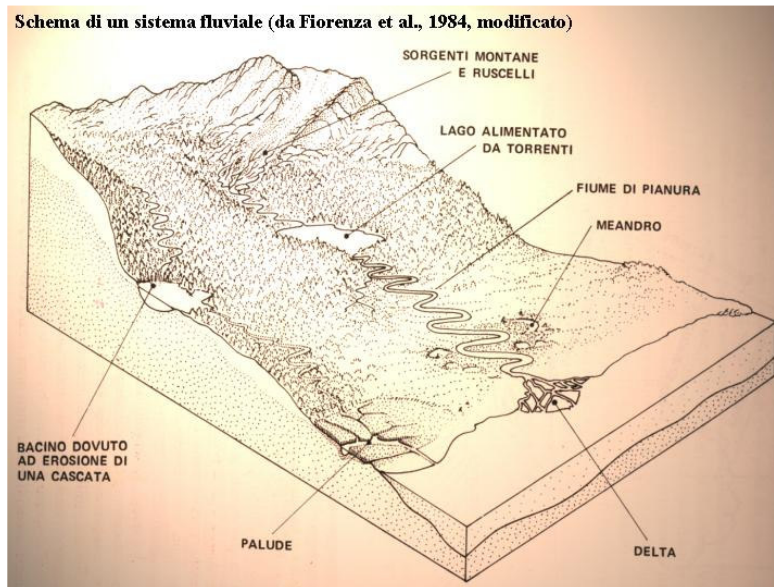 Schema di un sistema fluviale (da Fiorenza et al., 1984, modificato)
SORGENTI MONTANE
E RUSCELLI
LAGO ALIMENTATO
DA TORRENTI
FIUME DI PIANURA
MEANDRO
BACINO DOVUTO
AD EROSIONE DI
UNA CASCATA
PALUDE
DELTA